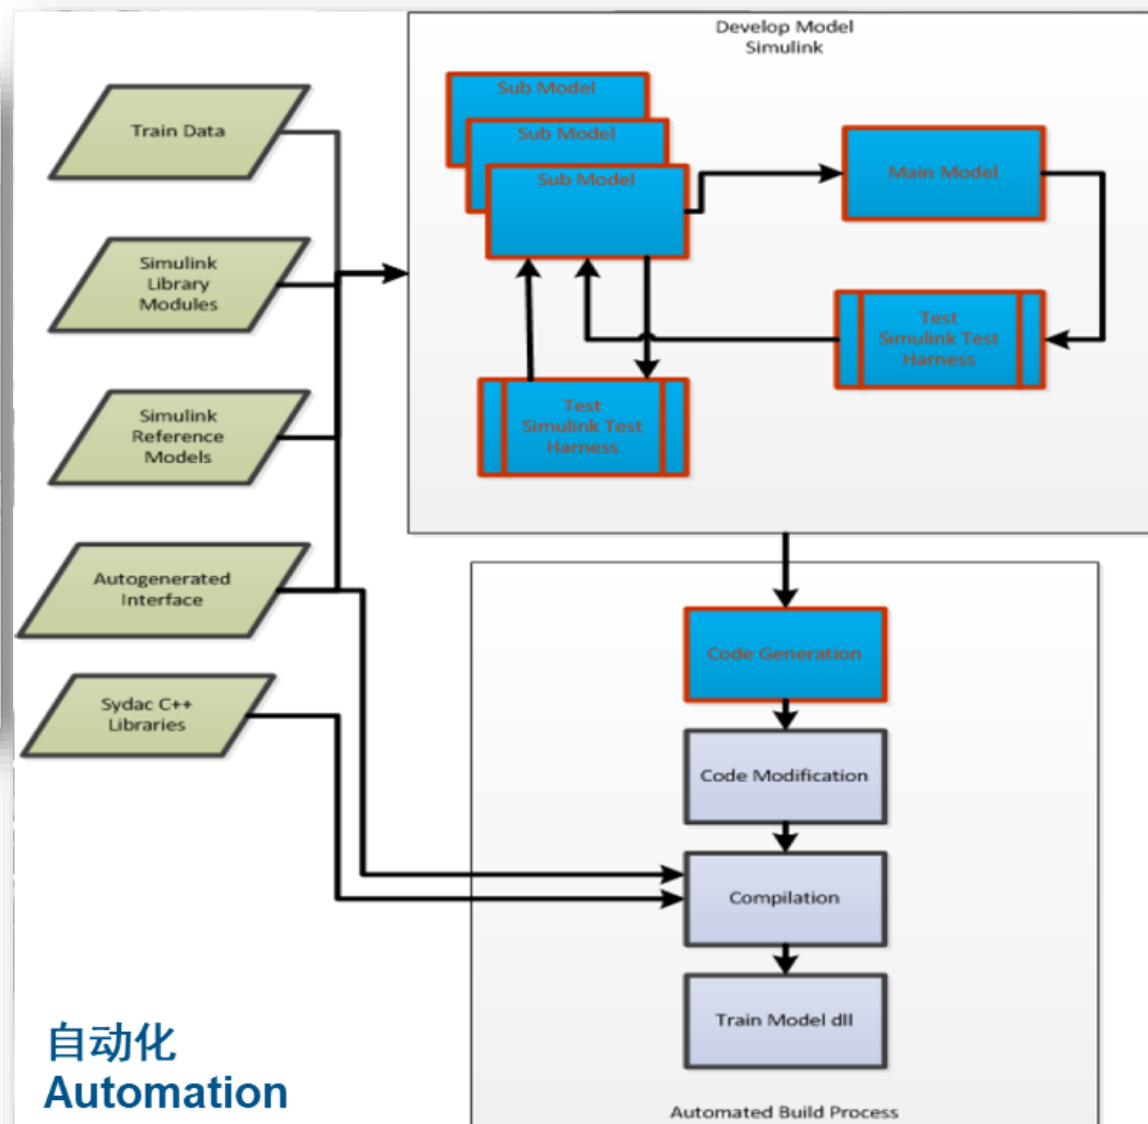 Develop Model
Simulink
Train Data
Simulink
Library
Modules
Simulink
Reference
Models
Autogenerated
Interface
Sydac C++
Libraries
Sub Model
Sub Model
Sub Model
Main Model
Test
Simulink Test
Harness
Test
Simulink Test
Harness
Code Generation
Code Modification
Compilation
Train Model dll
Automated Build Process
自动化
Automation